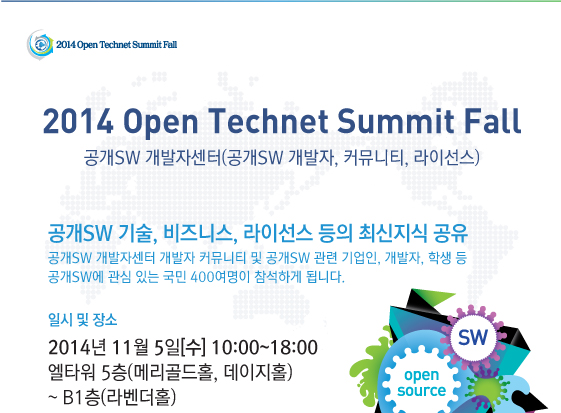 2014 Open Technet Summit Fall
2014 Open Technet Summit Fall
공개SW 개발자센터(공개SW 개발자, 커뮤니티, 라이선스)
공개SW 기술, 비즈니스, 라이선스 등의 최신지식 공유
공개SW 개발자센터 개발자 커뮤니티 및 공개SW 관련 기업인, 개발자, 학생 등
공개SW에 관심 있는 국민 400여명이 참석하게 됩니다.
일시 및 장소
2014년 11월 5일[수] 10:00~18:00
엘타워 5층(메리골드홀, 데이지홀)
~ B1층(라벤더홀)
SW
open
source